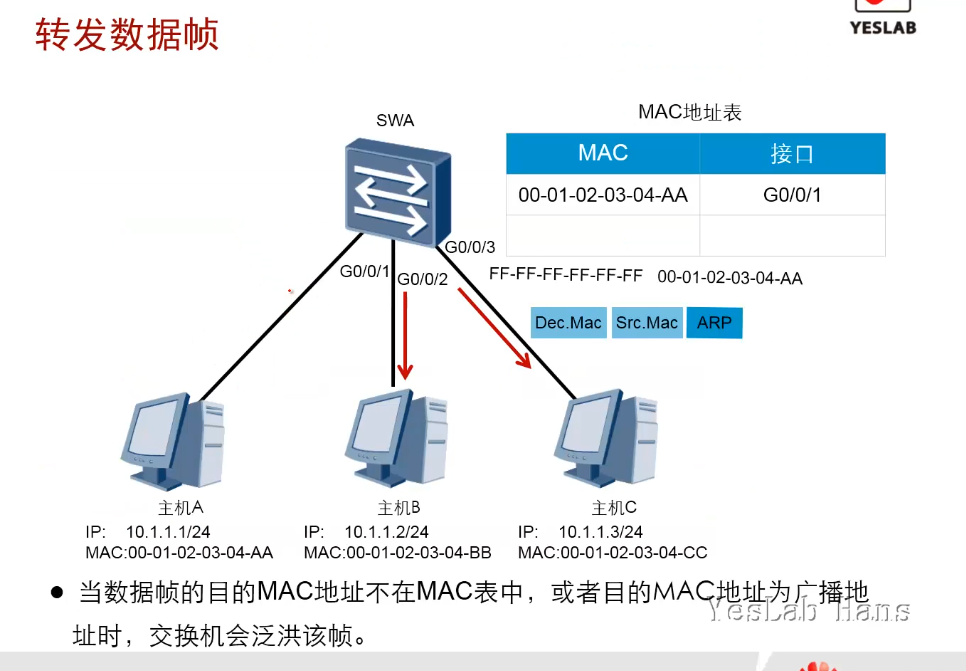 转发数据帧
YESLAB
MAC地址表
SWA
MAC 接口
00-01-02-03-04-AA G0/0/1
G0/0/3
G0/0/1
G0/0/2
FF-FF-FF-FF-FF-FF 00-01-02-03-04-AA
Dec.Mac Src.Mac ARP
主机A 主机B 主机C
IP: 10.1.1.1/24 IP: 10.1.1.2/24 IP: 10.1.1.3/24
MAC:00-01-02-03-04-AA MAC:00-01-02-03-04-BB MAC:00-01-02-03-04-CC
● 当数据帧的目的MAC地址不在MAC表中，或者目的MAC地址为广播地
址时，交换机会泛洪该帧。
YesLab Hans